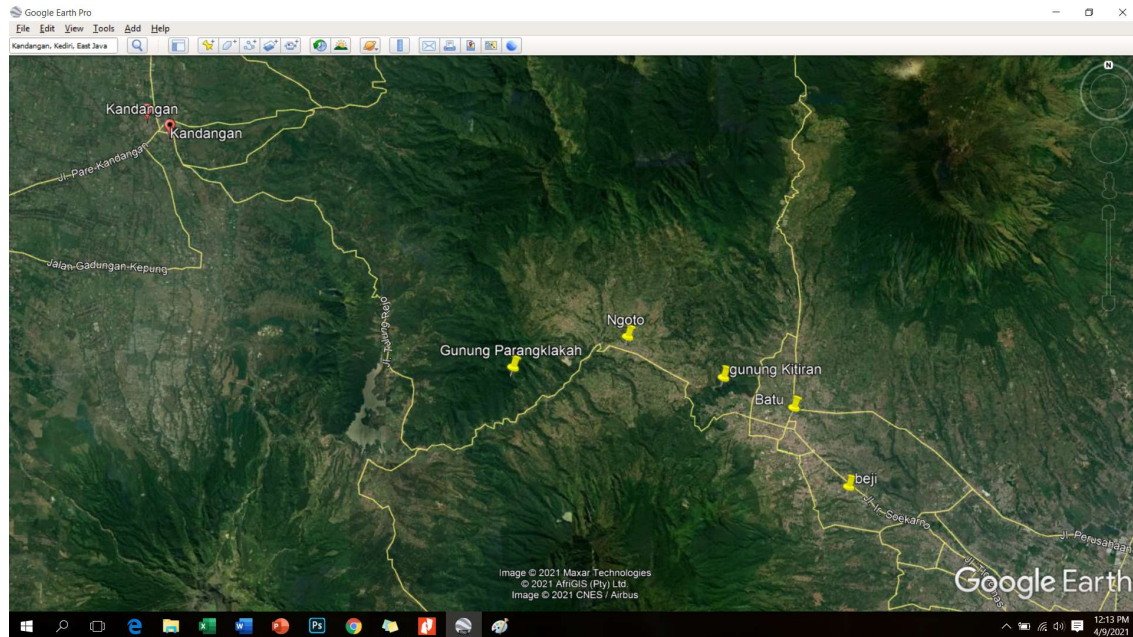 Google Earth Pro
File Edit View Tools Add Help
Kandangan, Kediri, East Java
N
Kandangan
Kandangan
Jl. Pare-Kandangan
Jalan Gadungan-Kepung
Jl. Tunjung Rejo
Ngoto
Gunung Parangklakah
gunung Kitiran
Batu
beji
Jl. Ir. Soekarno
Jl. Perusahaan
Image © 2021 Maxar Technologies
© 2021 AfriGIS (Pty) Ltd.
Image © 2021 CNES / Airbus
Google Earth
12:13 PM
4/9/2021